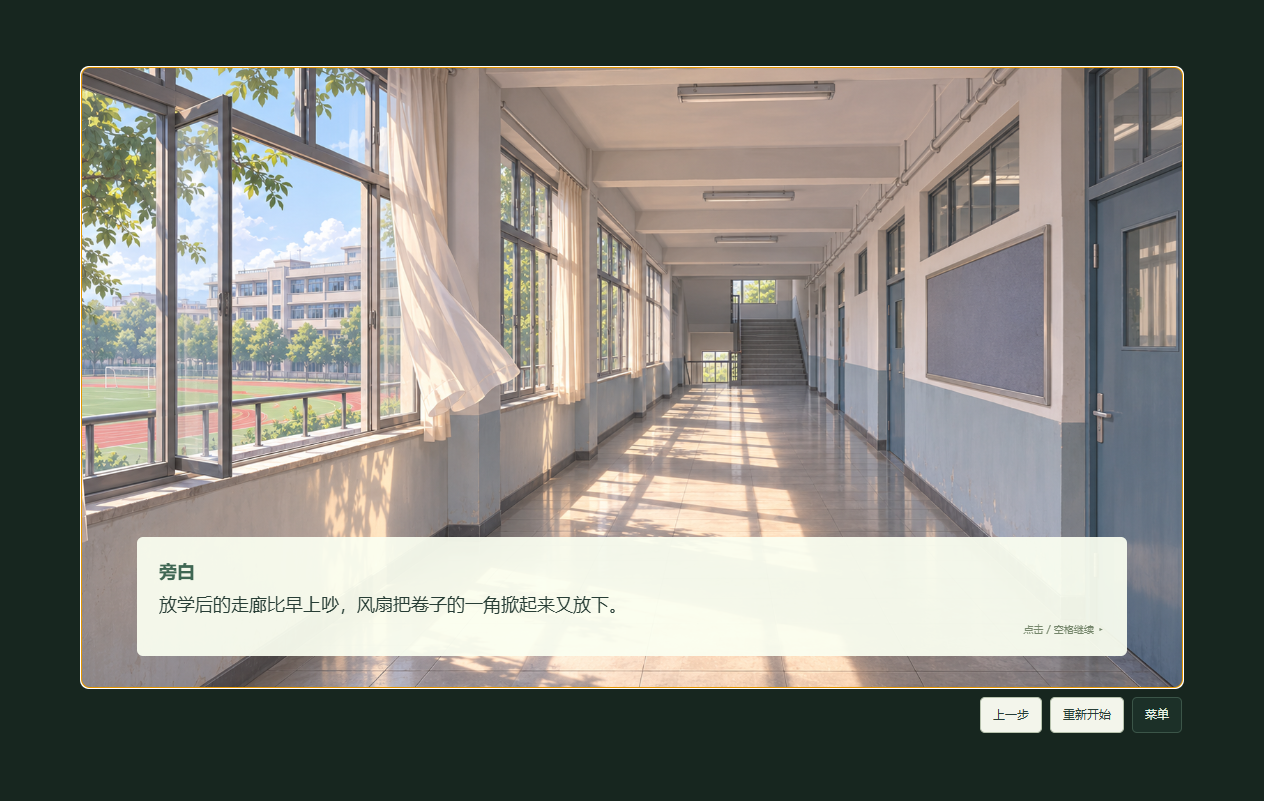 旁白
放学后的走廊比早上吵，风扇把卷子的一角掀起来又放下。
点击 / 空格继续 ▸
上一步
重新开始
菜单